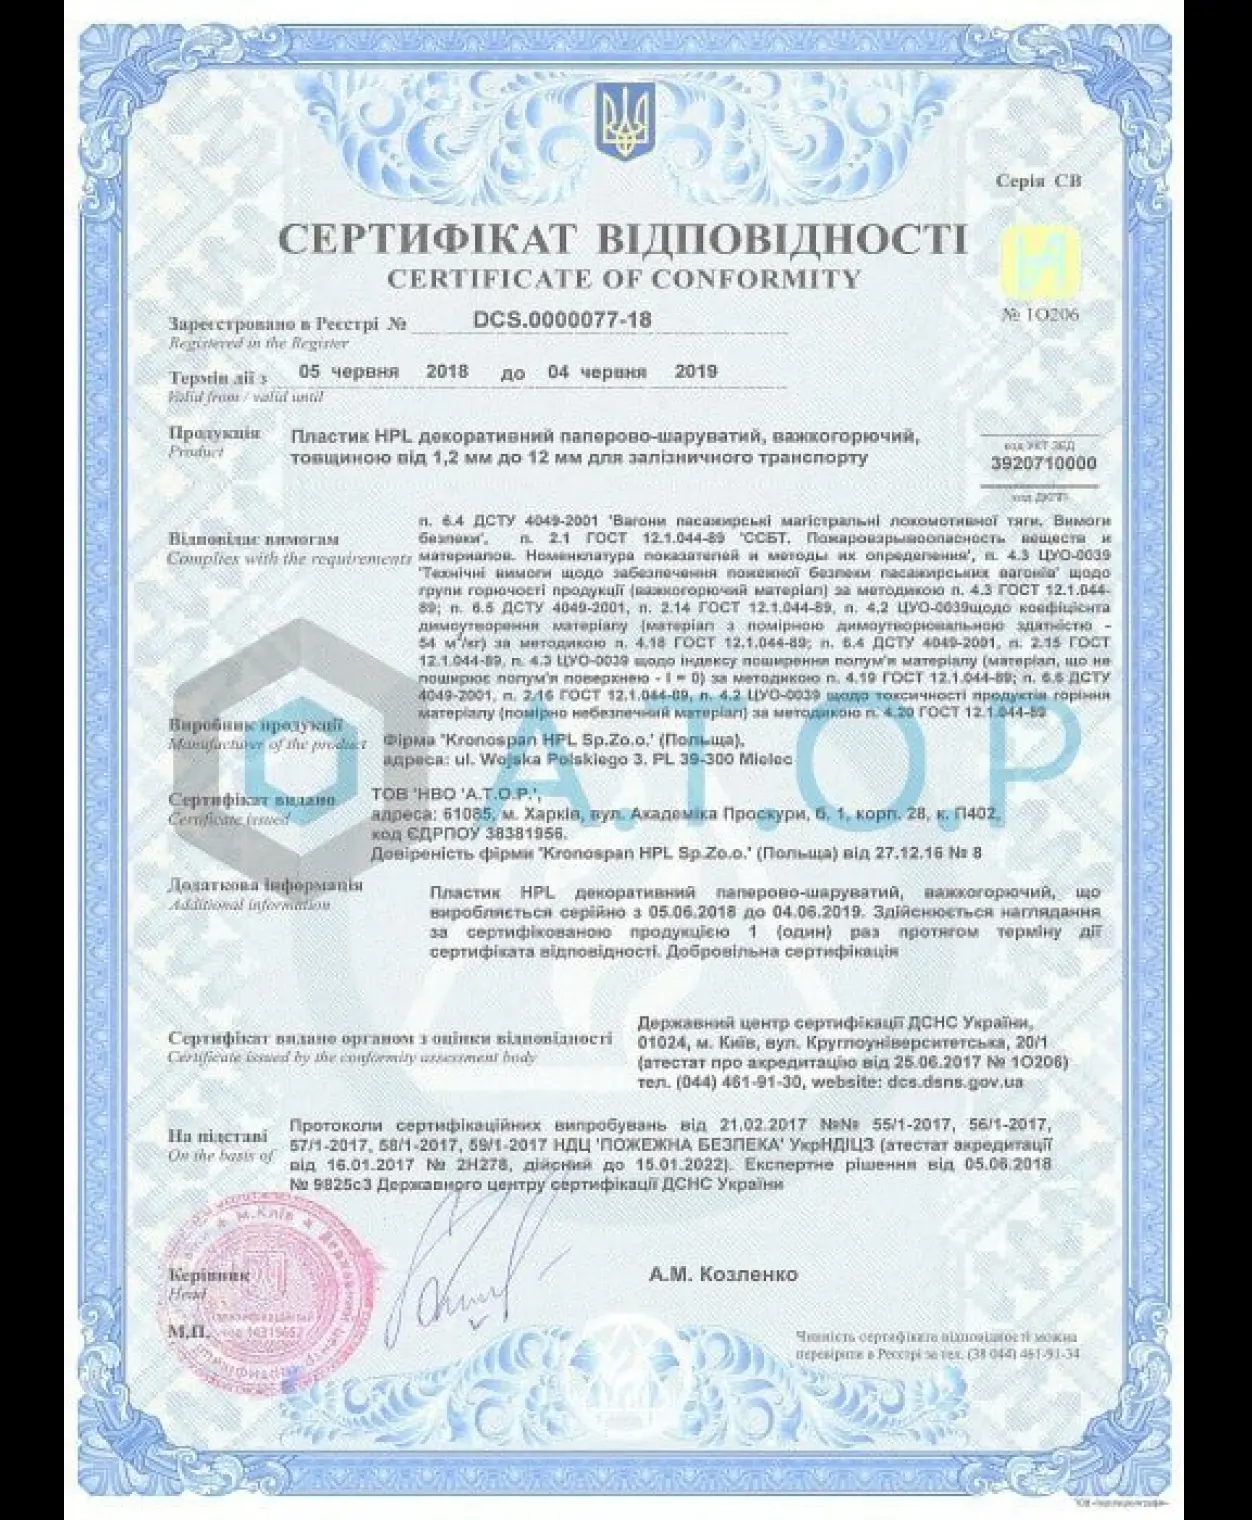 Серія СВ
СЕРТИФІКАТ ВІДПОВІДНОСТІ
CERTIFICATE OF CONFORMITY
№ 1О206
Зареєстровано в Реєстрі № DCS.0000077-18
Registered in the Register
Термін дії з 05 червня 2018 до 04 червня 2019
Valid from / valid until
Продукція Пластик HPL декоративний паперово-шаруватий, важкогорючий,
Product товщиною від 1,2 мм до 12 мм для залізничного транспорту
код УКТ ЗЕД
3920710000
код ДКПП
Відповідає вимогам
Complies with the requirements
п. 6.4 ДСТУ 4049-2001 'Вагони пасажирські магістральні локомотивної тяги. Вимоги
безпеки', п. 2.1 ГОСТ 12.1.044-89 'ССБТ. Пожаровзрывоопасность веществ и
материалов. Номенклатура показателей и методы их определения', п. 4.3 ЦУО-0039
'Технічні вимоги щодо забезпечення пожежної безпеки пасажирських вагонів' щодо
групи горючості продукції (важкогорючий матеріал) за методикою п. 4.3 ГОСТ 12.1.044-
89; п. 6.5 ДСТУ 4049-2001, п. 2.14 ГОСТ 12.1.044-89, п. 4.2 ЦУО-0039щодо коефіцієнта
димоутворення матеріалу (матеріал з помірною димоутворювальною здатністю -
54 м²/кг) за методикою п. 4.18 ГОСТ 12.1.044-89; п. 6.4 ДСТУ 4049-2001, п. 2.15 ГОСТ
12.1.044-89, п. 4.3 ЦУО-0039 щодо індексу поширення полум'я матеріалу (матеріал, що не
поширює полум'я поверхнею - I = 0) за методикою п. 4.19 ГОСТ 12.1.044-89; п. 6.6 ДСТУ
4049-2001, п. 2.16 ГОСТ 12.1.044-89, п. 4.2 ЦУО-0039 щодо токсичності продуктів горіння
матеріалу (помірно небезпечний матеріал) за методикою п. 4.20 ГОСТ 12.1.044-89
Виробник продукції
Manufacturer of the product
Фірма 'Kronospan HPL Sp.Zo.o.' (Польща),
адреса: ul. Wojska Polskiego 3. PL 39-300 Mielec
А.Т.О.Р
Сертифікат видано
Certificate issued
ТОВ 'НВО 'А.Т.О.Р.',
адреса: 61085, м. Харків, вул. Академіка Проскури, б. 1, корп. 28, к. П402,
код ЄДРПОУ 38381956.
Довіреність фірми 'Kronospan HPL Sp.Zo.o.' (Польща) від 27.12.16 № 8
Додаткова інформація
Additional information
Пластик HPL декоративний паперово-шаруватий, важкогорючий, що
виробляється серійно з 05.06.2018 до 04.06.2019. Здійснюється наглядання
за сертифікованою продукцією 1 (один) раз протягом терміну дії
сертифіката відповідності. Добровільна сертифікація
Сертифікат видано органом з оцінки відповідності
Certificate issued by the conformity assessment body
Державний центр сертифікації ДСНС України,
01024, м. Київ, вул. Круглоуніверситетська, 20/1
(атестат про акредитацію від 25.06.2017 № 1О206)
тел. (044) 461-91-30, website: dcs.dsns.gov.ua
На підставі
On the basis of
Протоколи сертифікаційних випробувань від 21.02.2017 №№ 55/1-2017, 56/1-2017,
57/1-2017, 58/1-2017, 59/1-2017 НДЦ 'ПОЖЕЖНА БЕЗПЕКА' УкрНДІЦЗ (атестат акредитації
від 16.01.2017 № 2Н278, дійсний до 15.01.2022). Експертне рішення від 05.06.2018
№ 9825с3 Державного центру сертифікації ДСНС України
м.Київ
Керівник
Head
А.М. Козленко
М.П.
Чинність сертифіката відповідності можна
перевірити в Реєстрі за тел. (38 044) 461-91-34